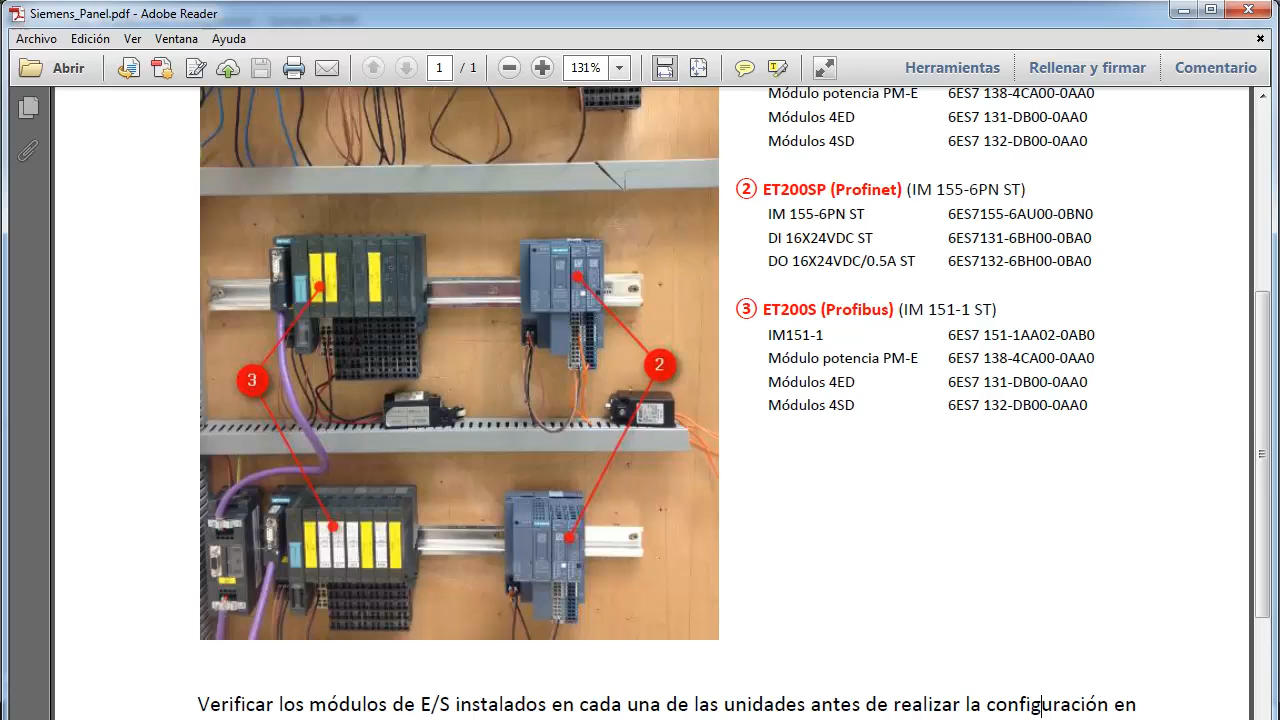 Siemens_Panel.pdf - Adobe Reader
Archivo Edición Ver Ventana Ayuda
Abrir 1 / 1 131% Herramientas Rellenar y firmar Comentario
Módulo potencia PM-E 6ES7 138-4CA00-0AA0
Módulos 4ED 6ES7 131-DB00-0AA0
Módulos 4SD 6ES7 132-DB00-0AA0
2 ET200SP (Profinet) (IM 155-6PN ST)
IM 155-6PN ST 6ES7155-6AU00-0BN0
DI 16X24VDC ST 6ES7131-6BH00-0BA0
DO 16X24VDC/0.5A ST 6ES7132-6BH00-0BA0
3 ET200S (Profibus) (IM 151-1 ST)
IM151-1 6ES7 151-1AA02-0AB0
Módulo potencia PM-E 6ES7 138-4CA00-0AA0
Módulos 4ED 6ES7 131-DB00-0AA0
Módulos 4SD 6ES7 132-DB00-0AA0
2
3
Verificar los módulos de E/S instalados en cada una de las unidades antes de realizar la configuración en